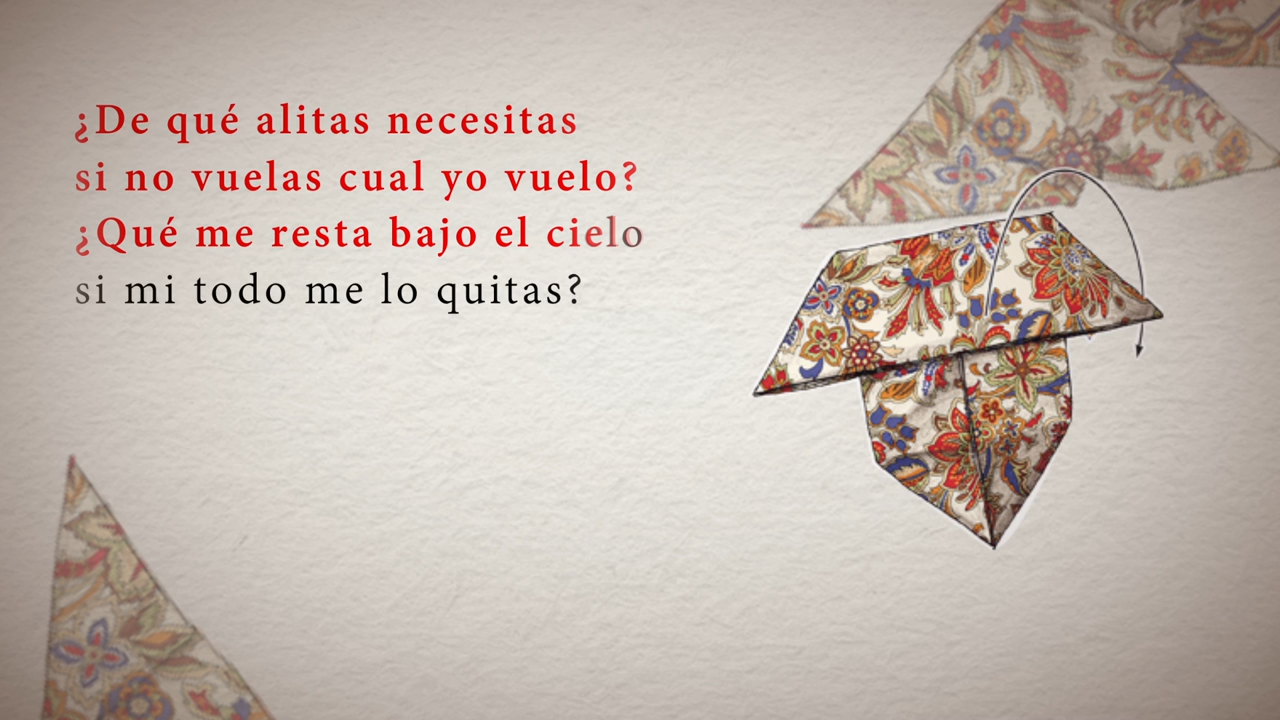 ¿De qué alitas necesitas
si no vuelas cual yo vuelo?
¿Qué me resta bajo el cielo
si mi todo me lo quitas?